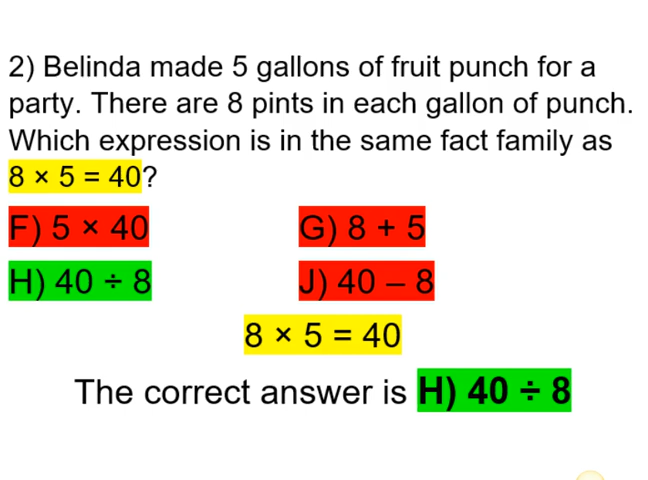 2) Belinda made 5 gallons of fruit punch for a
party. There are 8 pints in each gallon of punch.
Which expression is in the same fact family as
8 × 5 = 40?
F) 5 × 40 G) 8 + 5
H) 40 ÷ 8 J) 40 – 8
8 × 5 = 40
The correct answer is H) 40 ÷ 8